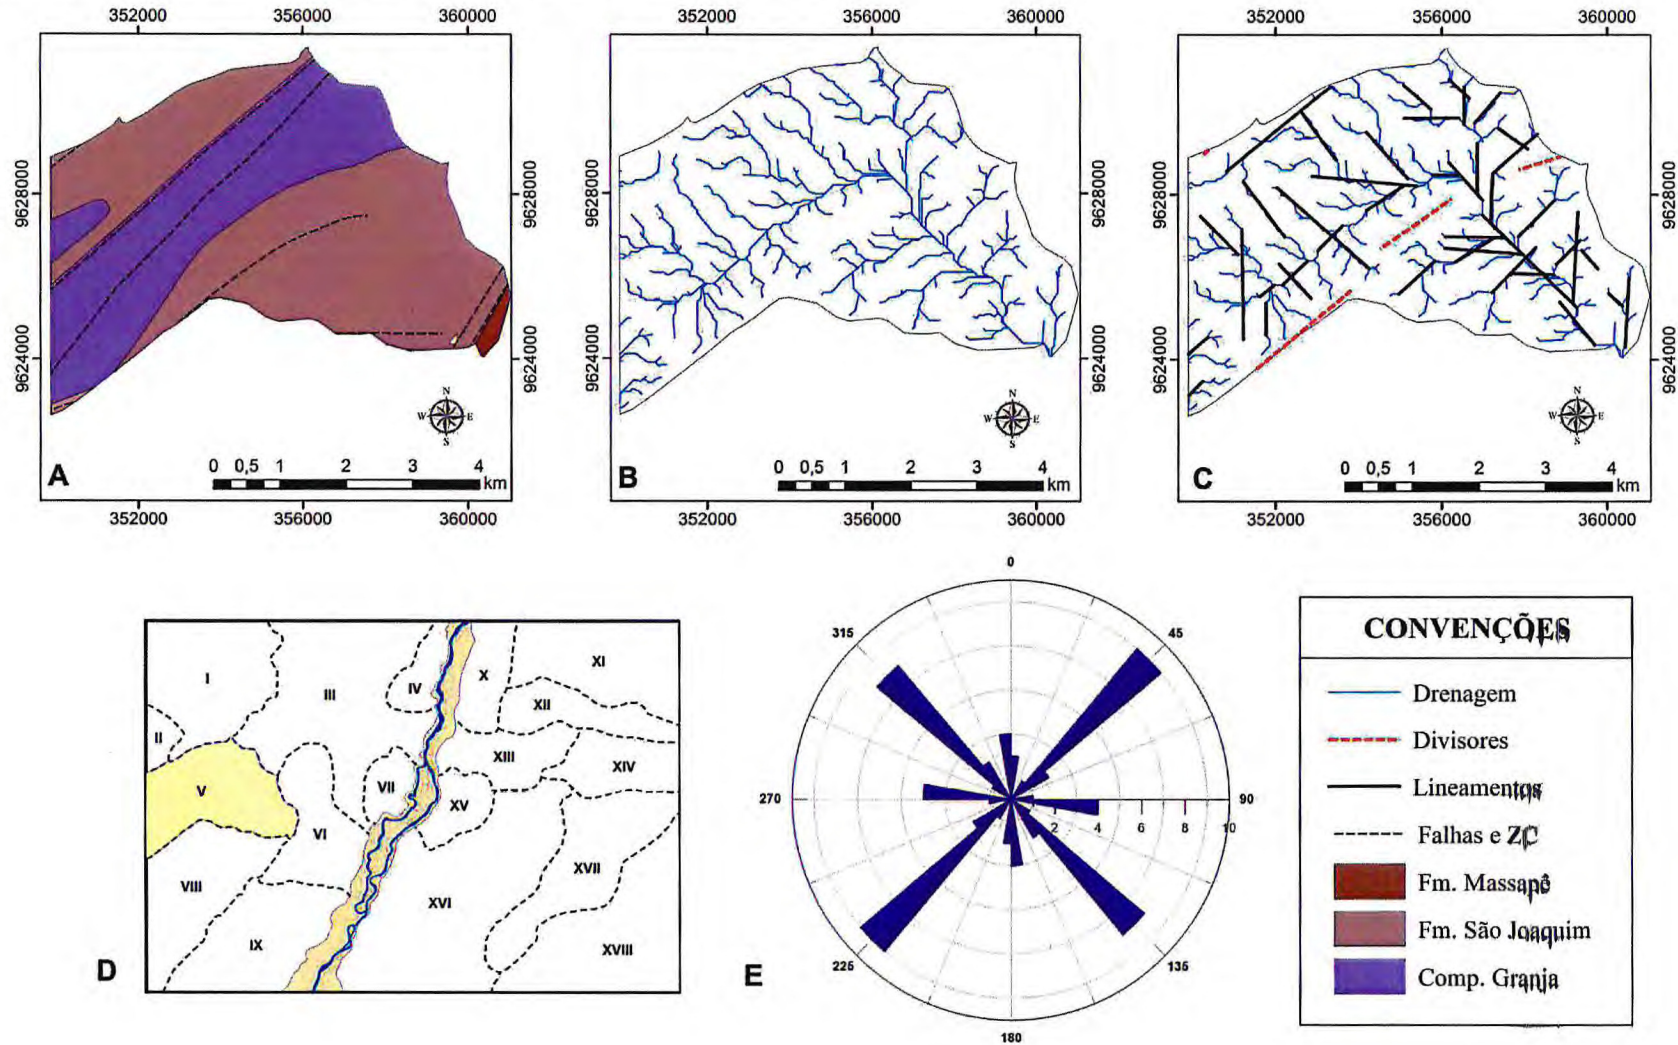 352000 356000 360000
352000 356000 360000
352000 356000 360000
9628000
9624000
9628000
9624000
9628000
9624000
9628000
9624000
9628000
9624000
9628000
9624000
N
W E
S
N
W E
S
N
W E
S
A
0 0,5 1 2 3 4
km
B
0 0,5 1 2 3 4
km
C
0 0,5 1 2 3 4
km
352000 356000 360000
352000 356000 360000
352000 356000 360000
D
I
II
III
IV
V
VI
VII
VIII
IX
X
XI
XII
XIII
XIV
XV
XVI
XVII
XVIII
E
0
315
45
270
2 4 6 8 10
90
225
135
180
CONVENÇÕES
Drenagem
Divisores
Lineamentos
Falhas e ZC
Fm. Massapê
Fm. São Joaquim
Comp. Granja